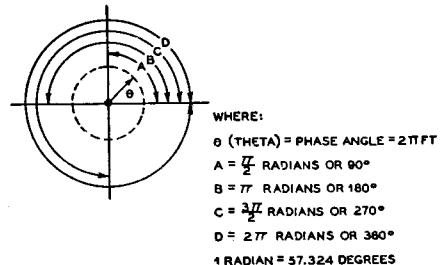 D
C
B
A
θ
WHERE:
θ (THETA) = PHASE ANGLE = 2πFT
A = π/2 RADIANS OR 90°
B = π RADIANS OR 180°
C = 3π/2 RADIANS OR 270°
D = 2π RADIANS OR 360°
1 RADIAN = 57.324 DEGREES